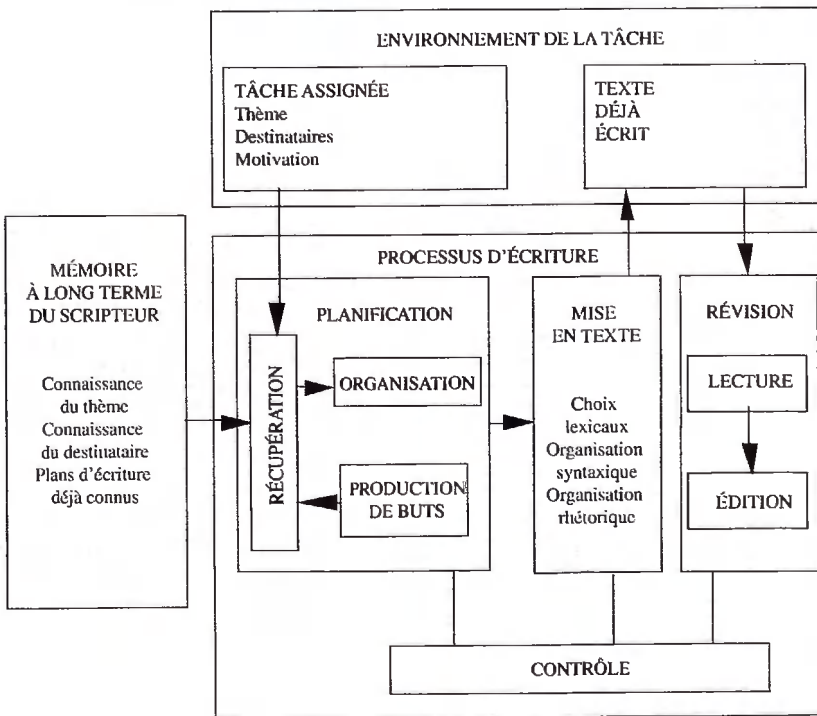 ENVIRONNEMENT DE LA TÂCHE
TÂCHE ASSIGNÉE
Thème
Destinataires
Motivation
TEXTE
DÉJÀ
ÉCRIT
MÉMOIRE
À LONG TERME
DU SCRIPTEUR
Connaissance
du thème
Connaissance
du destinataire
Plans d'écriture
déjà connus
PROCESSUS D'ÉCRITURE
PLANIFICATION
RÉCUPÉRATION
ORGANISATION
PRODUCTION
DE BUTS
MISE
EN TEXTE
Choix
lexicaux
Organisation
syntaxique
Organisation
rhétorique
RÉVISION
LECTURE
ÉDITION
CONTRÔLE